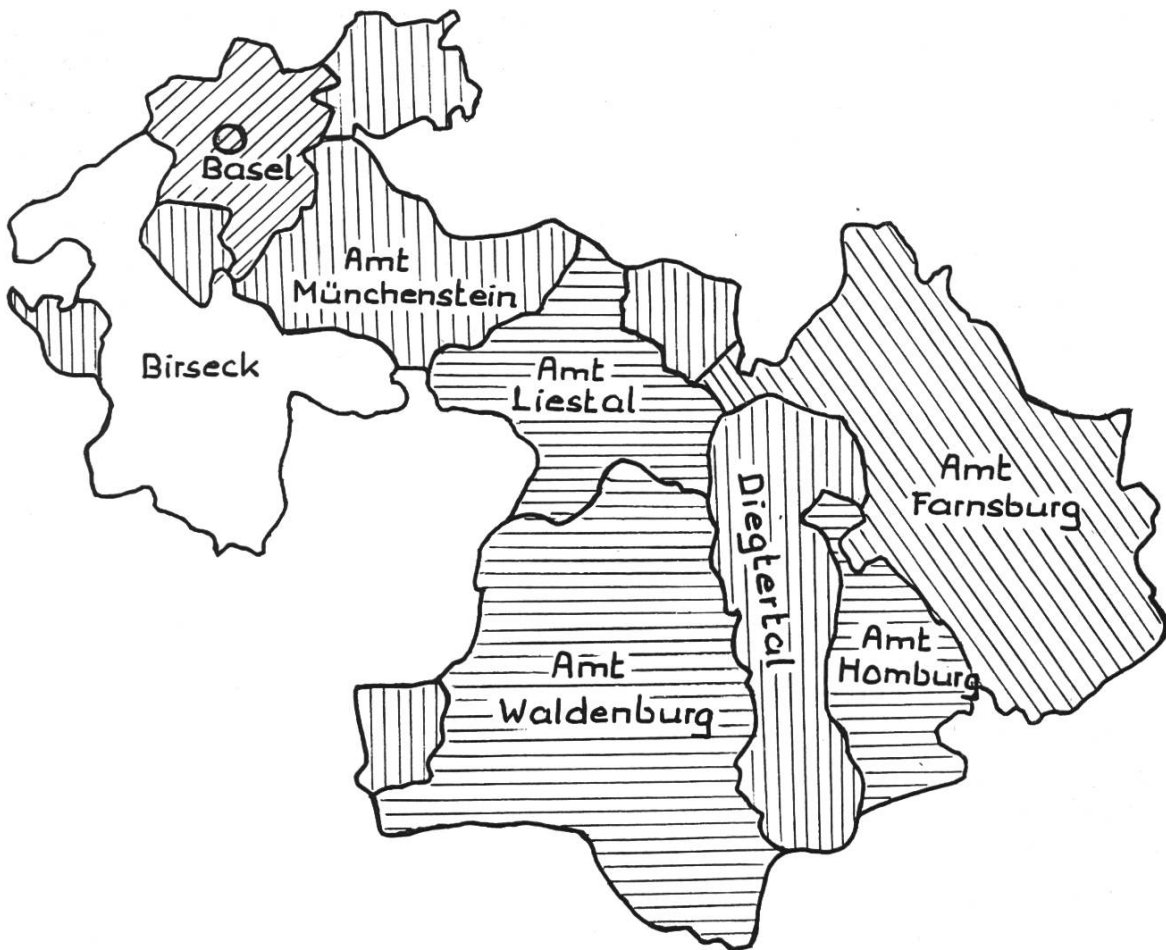 Basel
Amt
Münchenstein
Birseck
Amt
Liestal
Diegtertal
Amt
Farnsburg
Amt
Homburg
Amt
Waldenburg